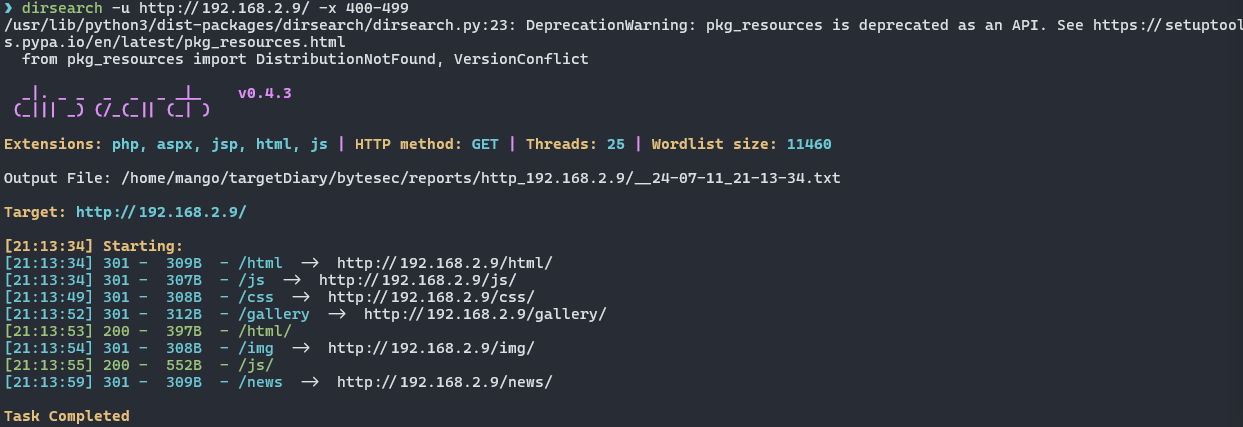 ❯ dirsearch -u http://192.168.2.9/ -x 400-499
/usr/lib/python3/dist-packages/dirsearch/dirsearch.py:23: DeprecationWarning: pkg_resources is deprecated as an API. See https://setuptool
s.pypa.io/en/latest/pkg_resources.html
  from pkg_resources import DistributionNotFound, VersionConflict
  _|. _ _  _  _  _ _|_    v0.4.3
 (_||| _) (/_(_|| (_| )
Extensions: php, aspx, jsp, html, js | HTTP method: GET | Threads: 25 | Wordlist size: 11460
Output File: /home/mango/targetDiary/bytesec/reports/http_192.168.2.9/__24-07-11_21-13-34.txt
Target: http://192.168.2.9/
[21:13:34] Starting:
[21:13:34] 301 -  309B  - /html  ->  http://192.168.2.9/html/
[21:13:34] 301 -  307B  - /js  ->  http://192.168.2.9/js/
[21:13:49] 301 -  308B  - /css  ->  http://192.168.2.9/css/
[21:13:52] 301 -  312B  - /gallery  ->  http://192.168.2.9/gallery/
[21:13:53] 200 -  397B  - /html/
[21:13:54] 301 -  308B  - /img  ->  http://192.168.2.9/img/
[21:13:55] 200 -  552B  - /js/
[21:13:59] 301 -  309B  - /news  ->  http://192.168.2.9/news/
Task Completed